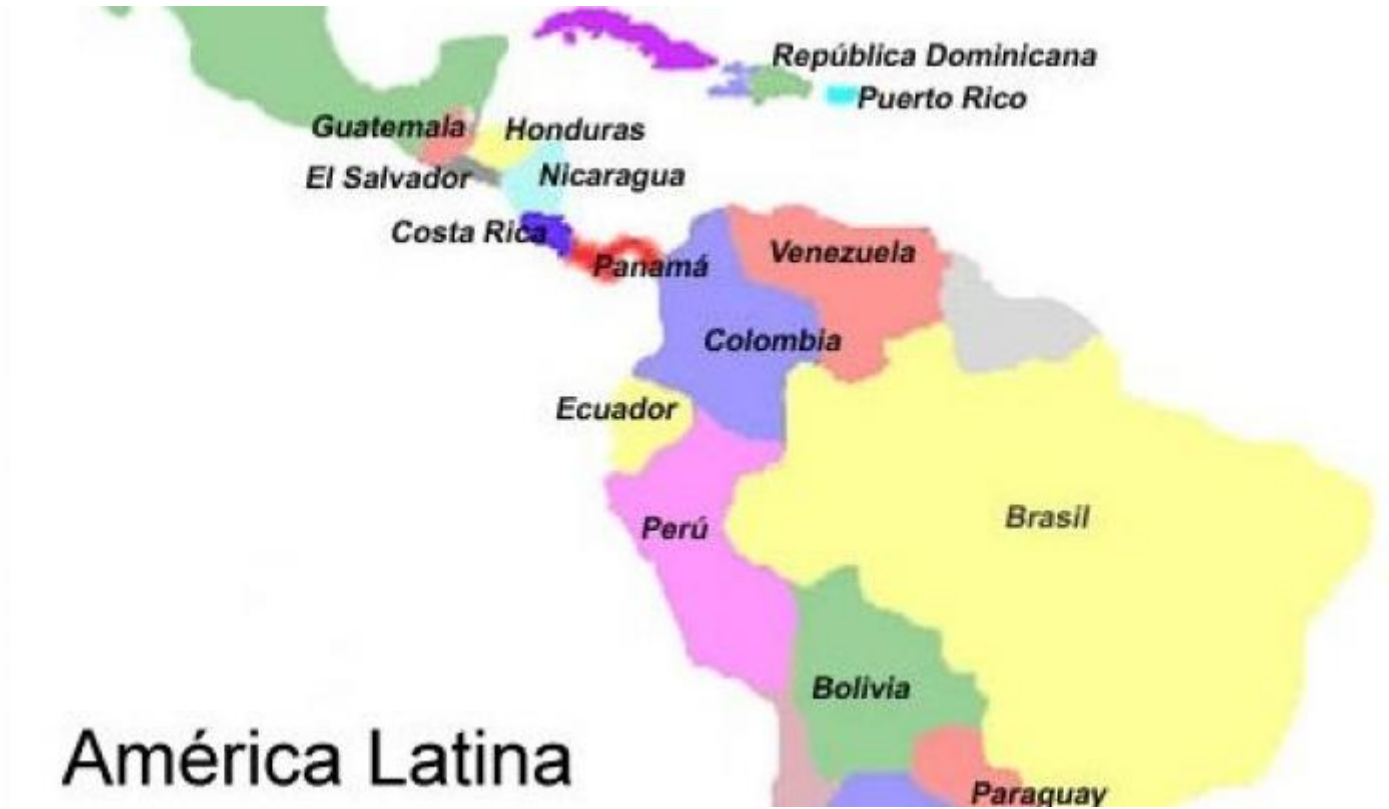 República Dominicana
Puerto Rico
Guatemala
Honduras
El Salvador
Nicaragua
Costa Rica
Panamá
Venezuela
Colombia
Ecuador
Perú
Brasil
Bolivia
América Latina
Paraguay